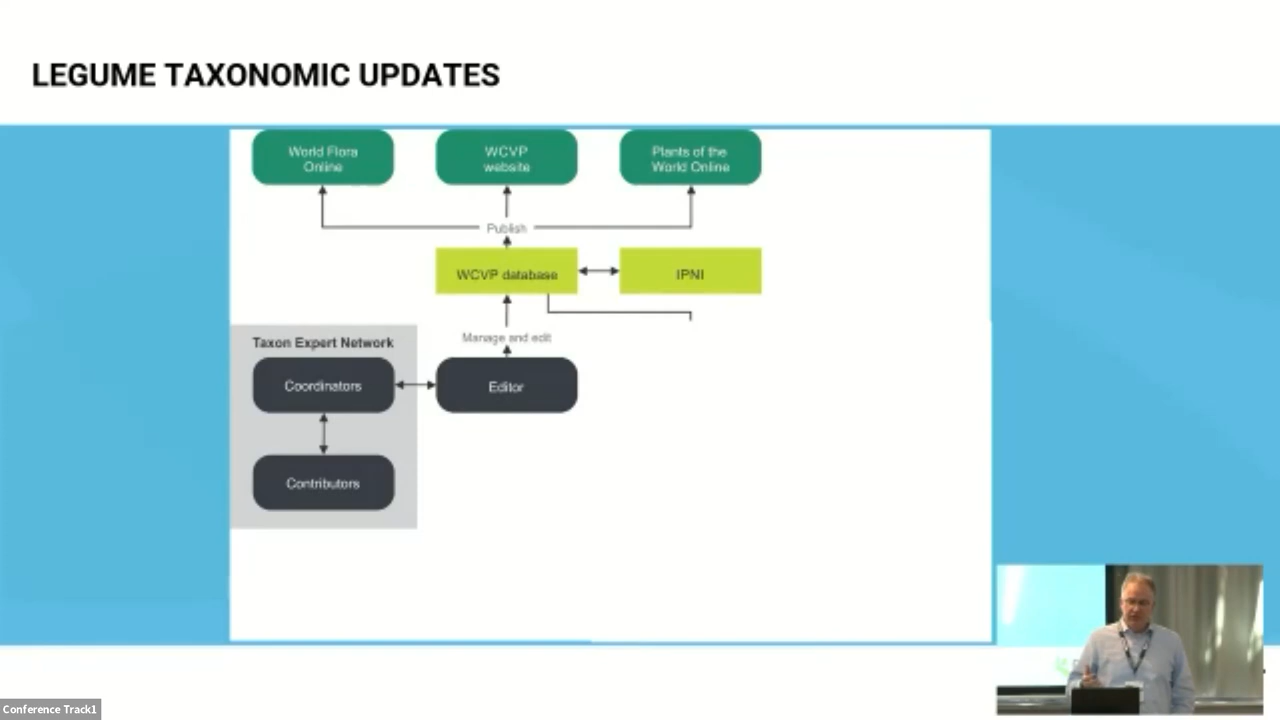 LEGUME TAXONOMIC UPDATES
World Flora
Online
WCVP
website
Plants of the
World Online
Publish
WCVP database
IPNI
Manage and edit
Taxon Expert Network
Coordinators
Editor
Contributors
Conference Track1